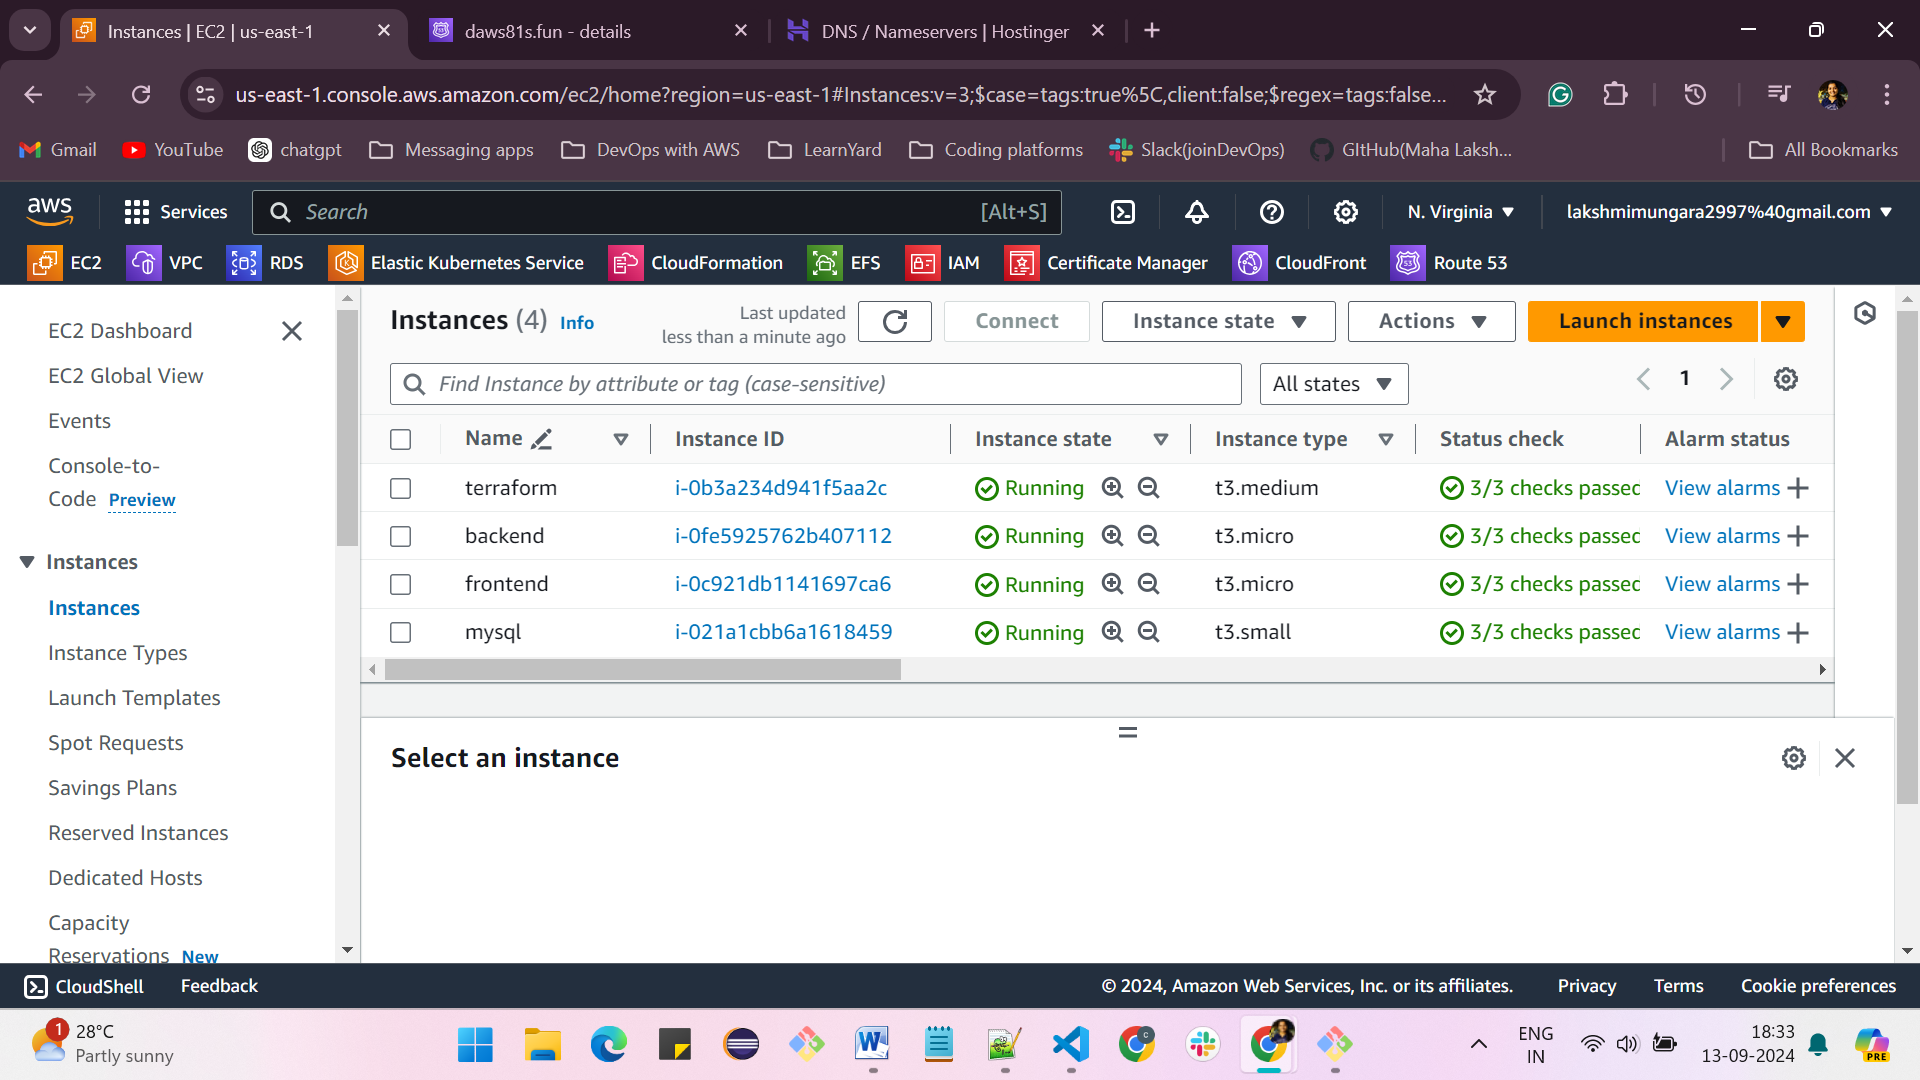 Instances | EC2 | us-east-1
daws81s.fun - details
DNS / Nameservers | Hostinger
us-east-1.console.aws.amazon.com/ec2/home?region=us-east-1#Instances:v=3;$case=tags:true%5C,client:false;$regex=tags:false...
Gmail
YouTube
chatgpt
Messaging apps
DevOps with AWS
LearnYard
Coding platforms
Slack(joinDevOps)
GItHub(Maha Laksh...
All Bookmarks
aws
Services
Search
[Alt+S]
N. Virginia
lakshmimungara2997%40gmail.com
EC2
VPC
RDS
Elastic Kubernetes Service
CloudFormation
EFS
IAM
Certificate Manager
CloudFront
Route 53
EC2 Dashboard
EC2 Global View
Events
Console-to-
Code Preview
Instances
Instances
Instance Types
Launch Templates
Spot Requests
Savings Plans
Reserved Instances
Dedicated Hosts
Capacity
Reservations New
Instances (4) Info
Last updated
less than a minute ago
Connect
Instance state
Actions
Launch instances
Find Instance by attribute or tag (case-sensitive)
All states
1
Name Instance ID Instance state Instance type Status check Alarm status
terraform i-0b3a234d941f5aa2c Running t3.medium 3/3 checks passed View alarms
backend i-0fe5925762b407112 Running t3.micro 3/3 checks passed View alarms
frontend i-0c921db1141697ca6 Running t3.micro 3/3 checks passed View alarms
mysql i-021a1cbb6a1618459 Running t3.small 3/3 checks passed View alarms
Select an instance
CloudShell
Feedback
© 2024, Amazon Web Services, Inc. or its affiliates.
Privacy
Terms
Cookie preferences
1
28°C
Partly sunny
ENG
IN
18:33
13-09-2024
PRE